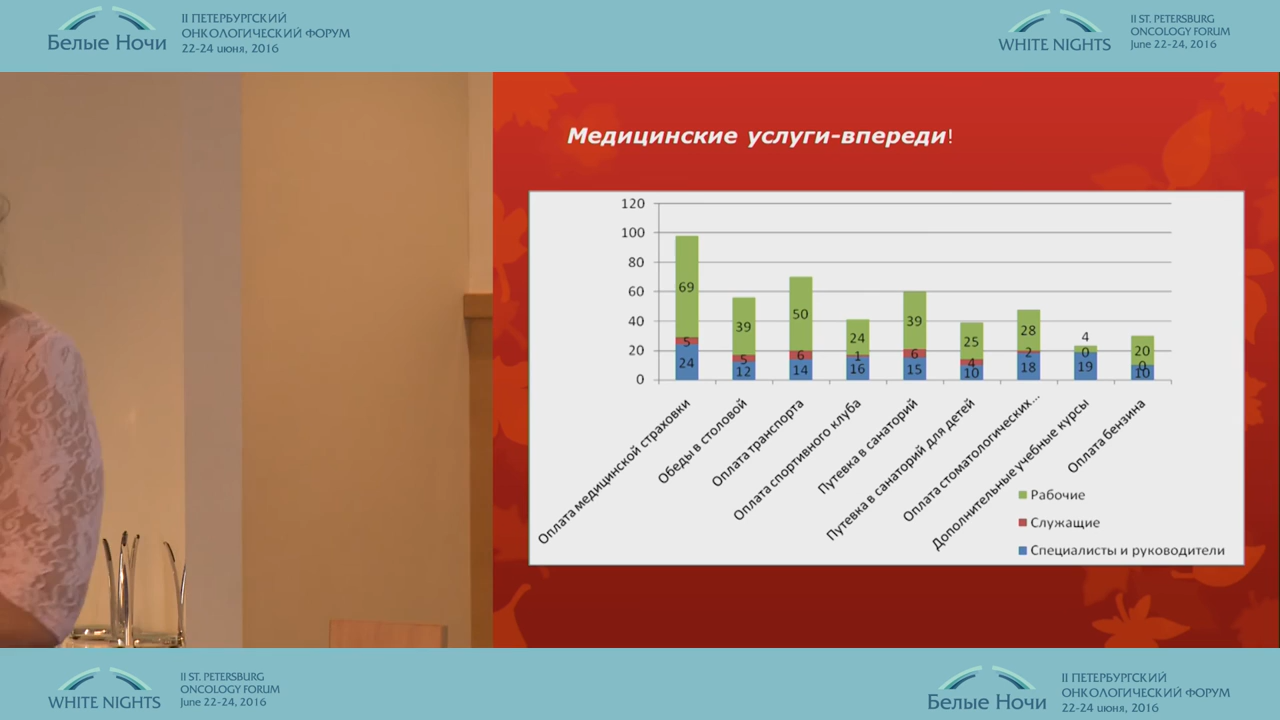 Белые Ночи
II ПЕТЕРБУРГСКИЙ
ОНКОЛОГИЧЕСКИЙ ФОРУМ
22-24 июня, 2016
WHITE NIGHTS
II ST. PETERSBURG
ONCOLOGY FORUM
June 22-24, 2016
Медицинские услуги-впереди!
120
100
80
60
40
20
0
69
5
24
39
5
12
50
6
14
24
1
16
39
6
15
25
4
10
28
2
18
4
0
19
20
0
10
Оплата медицинской страховки
Обеды в столовой
Оплата транспорта
Оплата спортивного клуба
Путевка в санаторий
Путевка в санаторий для детей
Оплата стоматологических...
Дополнительные учебные курсы
Оплата бензина
Рабочие
Служащие
Специалисты и руководители
WHITE NIGHTS
II ST. PETERSBURG
ONCOLOGY FORUM
June 22-24, 2016
Белые Ночи
II ПЕТЕРБУРГСКИЙ
ОНКОЛОГИЧЕСКИЙ ФОРУМ
22-24 июня, 2016